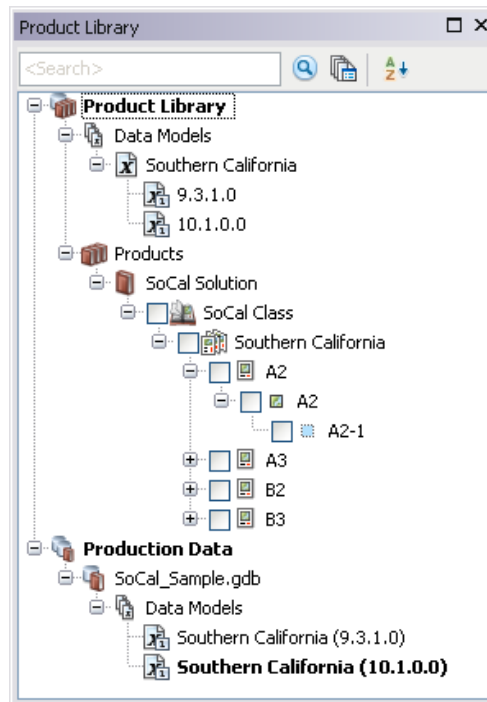 Product Library
<Search>
Product Library
Data Models
Southern California
9.3.1.0
10.1.0.0
Products
SoCal Solution
SoCal Class
Southern California
A2
A2
A2-1
A3
B2
B3
Production Data
SoCal_Sample.gdb
Data Models
Southern California (9.3.1.0)
Southern California (10.1.0.0)